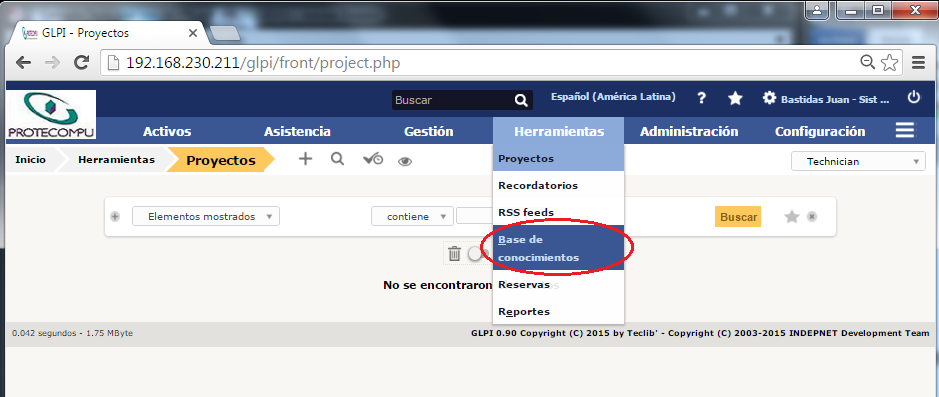 GLPI - Proyectos
192.168.230.211/glpi/front/project.php
PROTECOMPU
Buscar
Español (América Latina)
?
Bastidas Juan - Sist ...
Activos
Asistencia
Gestión
Herramientas
Administración
Configuración
Inicio
Herramientas
Proyectos
Technician
Proyectos
Recordatorios
RSS feeds
Base de
conocimientos
Reservas
Reportes
Elementos mostrados
contiene
Buscar
No se encontraron
0.042 segundos - 1.75 MByte
GLPI 0.90 Copyright (C) 2015 by Teclib' - Copyright (C) 2003-2015 INDEPNET Development Team